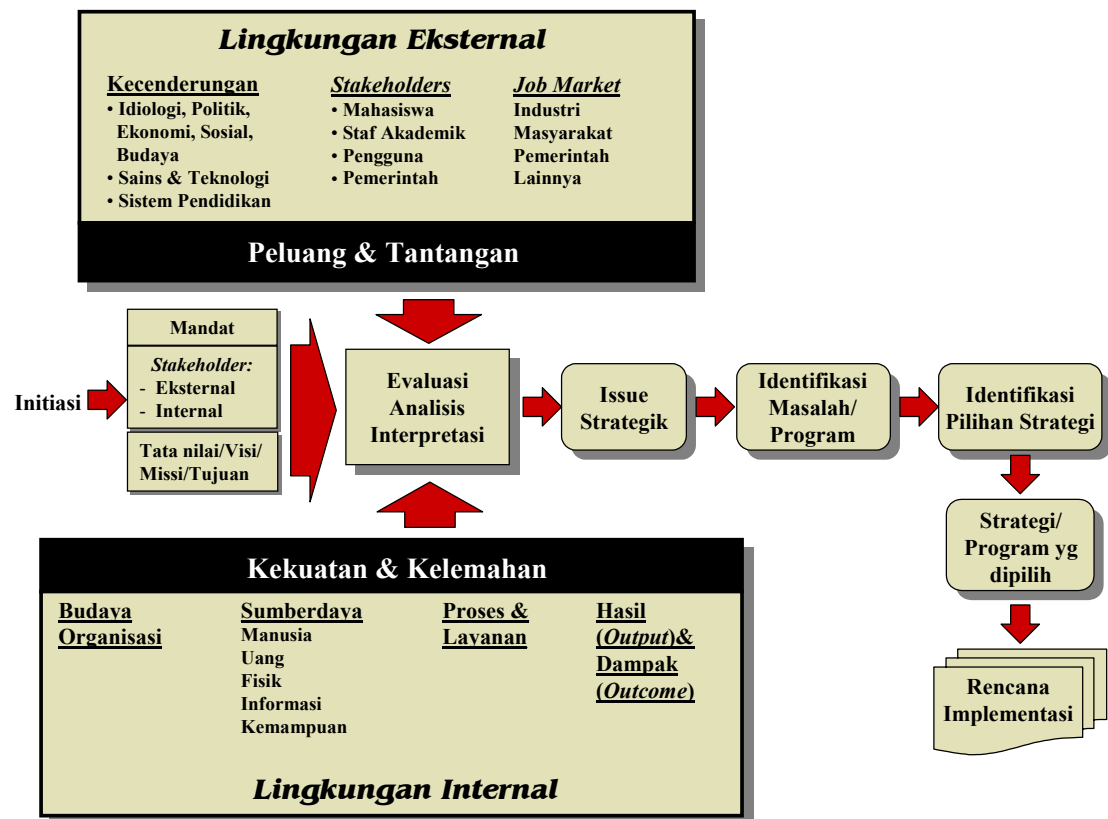 Lingkungan Eksternal
Kecenderungan
• Idiologi, Politik,
Ekonomi, Sosial,
Budaya
• Sains & Teknologi
• Sistem Pendidikan
Stakeholders
• Mahasiswa
• Staf Akademik
• Pengguna
• Pemerintah
Job Market
Industri
Masyarakat
Pemerintah
Lainnya
Peluang & Tantangan
Initiasi
Mandat
Stakeholder:
- Eksternal
- Internal
Tata nilai/Visi/
Missi/Tujuan
Evaluasi
Analisis
Interpretasi
Issue
Strategik
Identifikasi
Masalah/
Program
Identifikasi
Pilihan Strategi
Strategi/
Program yg
dipilih
Rencana
Implementasi
Kekuatan & Kelemahan
Budaya
Organisasi
Sumberdaya
Manusia
Uang
Fisik
Informasi
Kemampuan
Proses &
Layanan
Hasil
(Output)&
Dampak
(Outcome)
Lingkungan Internal